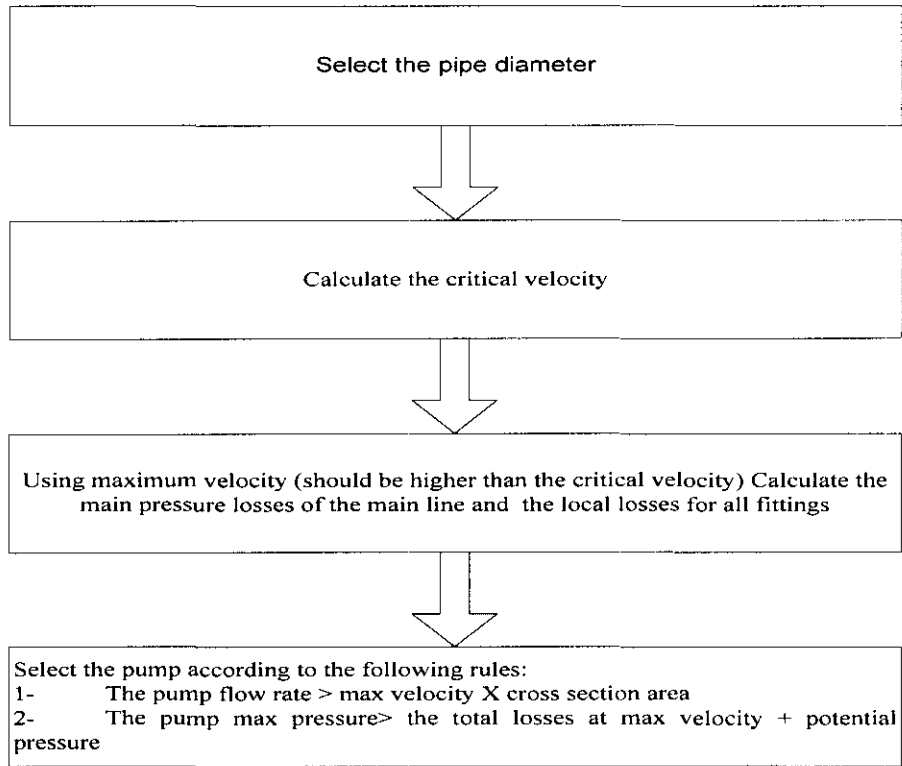 Select the pipe diameter
Calculate the critical velocity
Using maximum velocity (should be higher than the critical velocity) Calculate the
main pressure losses of the main line and the local losses for all fittings
Select the pump according to the following rules:
1- The pump flow rate > max velocity X cross section area
2- The pump max pressure> the total losses at max velocity + potential
pressure